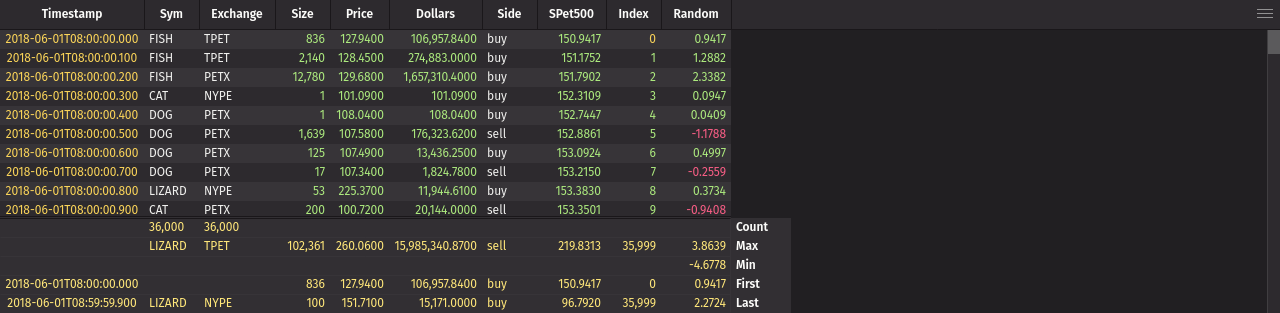 Timestamp Sym Exchange Size Price Dollars Side SPet500 Index Random
2018-06-01T08:00:00.000 FISH TPET 836 127.9400 106,957.8400 buy 150.9417 0 0.9417
2018-06-01T08:00:00.100 FISH TPET 2,140 128.4500 274,883.0000 buy 151.1752 1 1.2882
2018-06-01T08:00:00.200 FISH PETX 12,780 129.6800 1,657,310.4000 buy 151.7902 2 2.3382
2018-06-01T08:00:00.300 CAT NYPE 1 101.0900 101.0900 buy 152.3109 3 0.0947
2018-06-01T08:00:00.400 DOG PETX 1 108.0400 108.0400 buy 152.7447 4 0.0409
2018-06-01T08:00:00.500 DOG PETX 1,639 107.5800 176,323.6200 sell 152.8861 5 -1.1788
2018-06-01T08:00:00.600 DOG PETX 125 107.4900 13,436.2500 buy 153.0924 6 0.4997
2018-06-01T08:00:00.700 DOG PETX 17 107.3400 1,824.7800 sell 153.2150 7 -0.2559
2018-06-01T08:00:00.800 LIZARD NYPE 53 225.3700 11,944.6100 buy 153.3830 8 0.3734
2018-06-01T08:00:00.900 CAT PETX 200 100.7200 20,144.0000 sell 153.3501 9 -0.9408
36,000 36,000 Count
LIZARD TPET 102,361 260.0600 15,985,340.8700 sell 219.8313 35,999 3.8639 Max
-4.6778 Min
2018-06-01T08:00:00.000 836 127.9400 106,957.8400 buy 150.9417 0 0.9417 First
2018-06-01T08:59:59.900 LIZARD NYPE 100 151.7100 15,171.0000 buy 96.7920 35,999 2.2724 Last